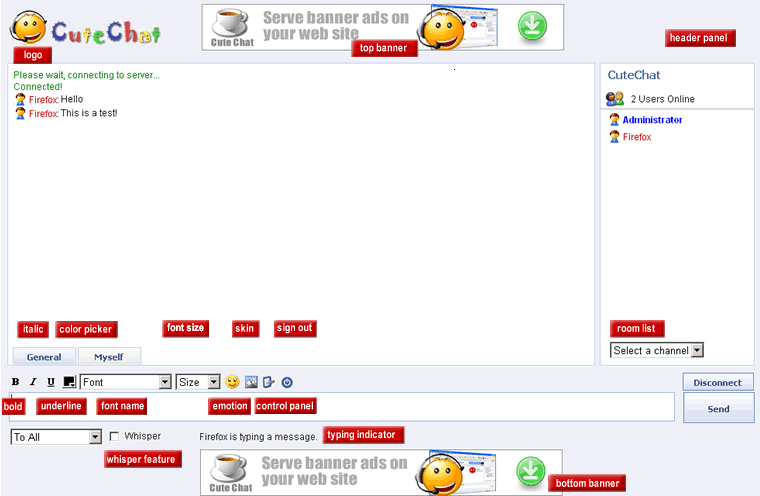 CuteChat
Cute Chat
Serve banner ads on
your web site
logo
top banner
header panel
Please wait, connecting to server...
Connected!
Firefox: Hello
Firefox: This is a test!
CuteChat
2 Users Online
Administrator
Firefox
italic
color picker
font size
skin
sign out
room list
General
Myself
Select a channel
B I U Font Size
Disconnect
bold
underline
font name
emotion
control panel
Send
To All
Whisper
Firefox is typing a message.
typing indicator
whisper feature
Cute Chat
Serve banner ads on
your web site
bottom banner